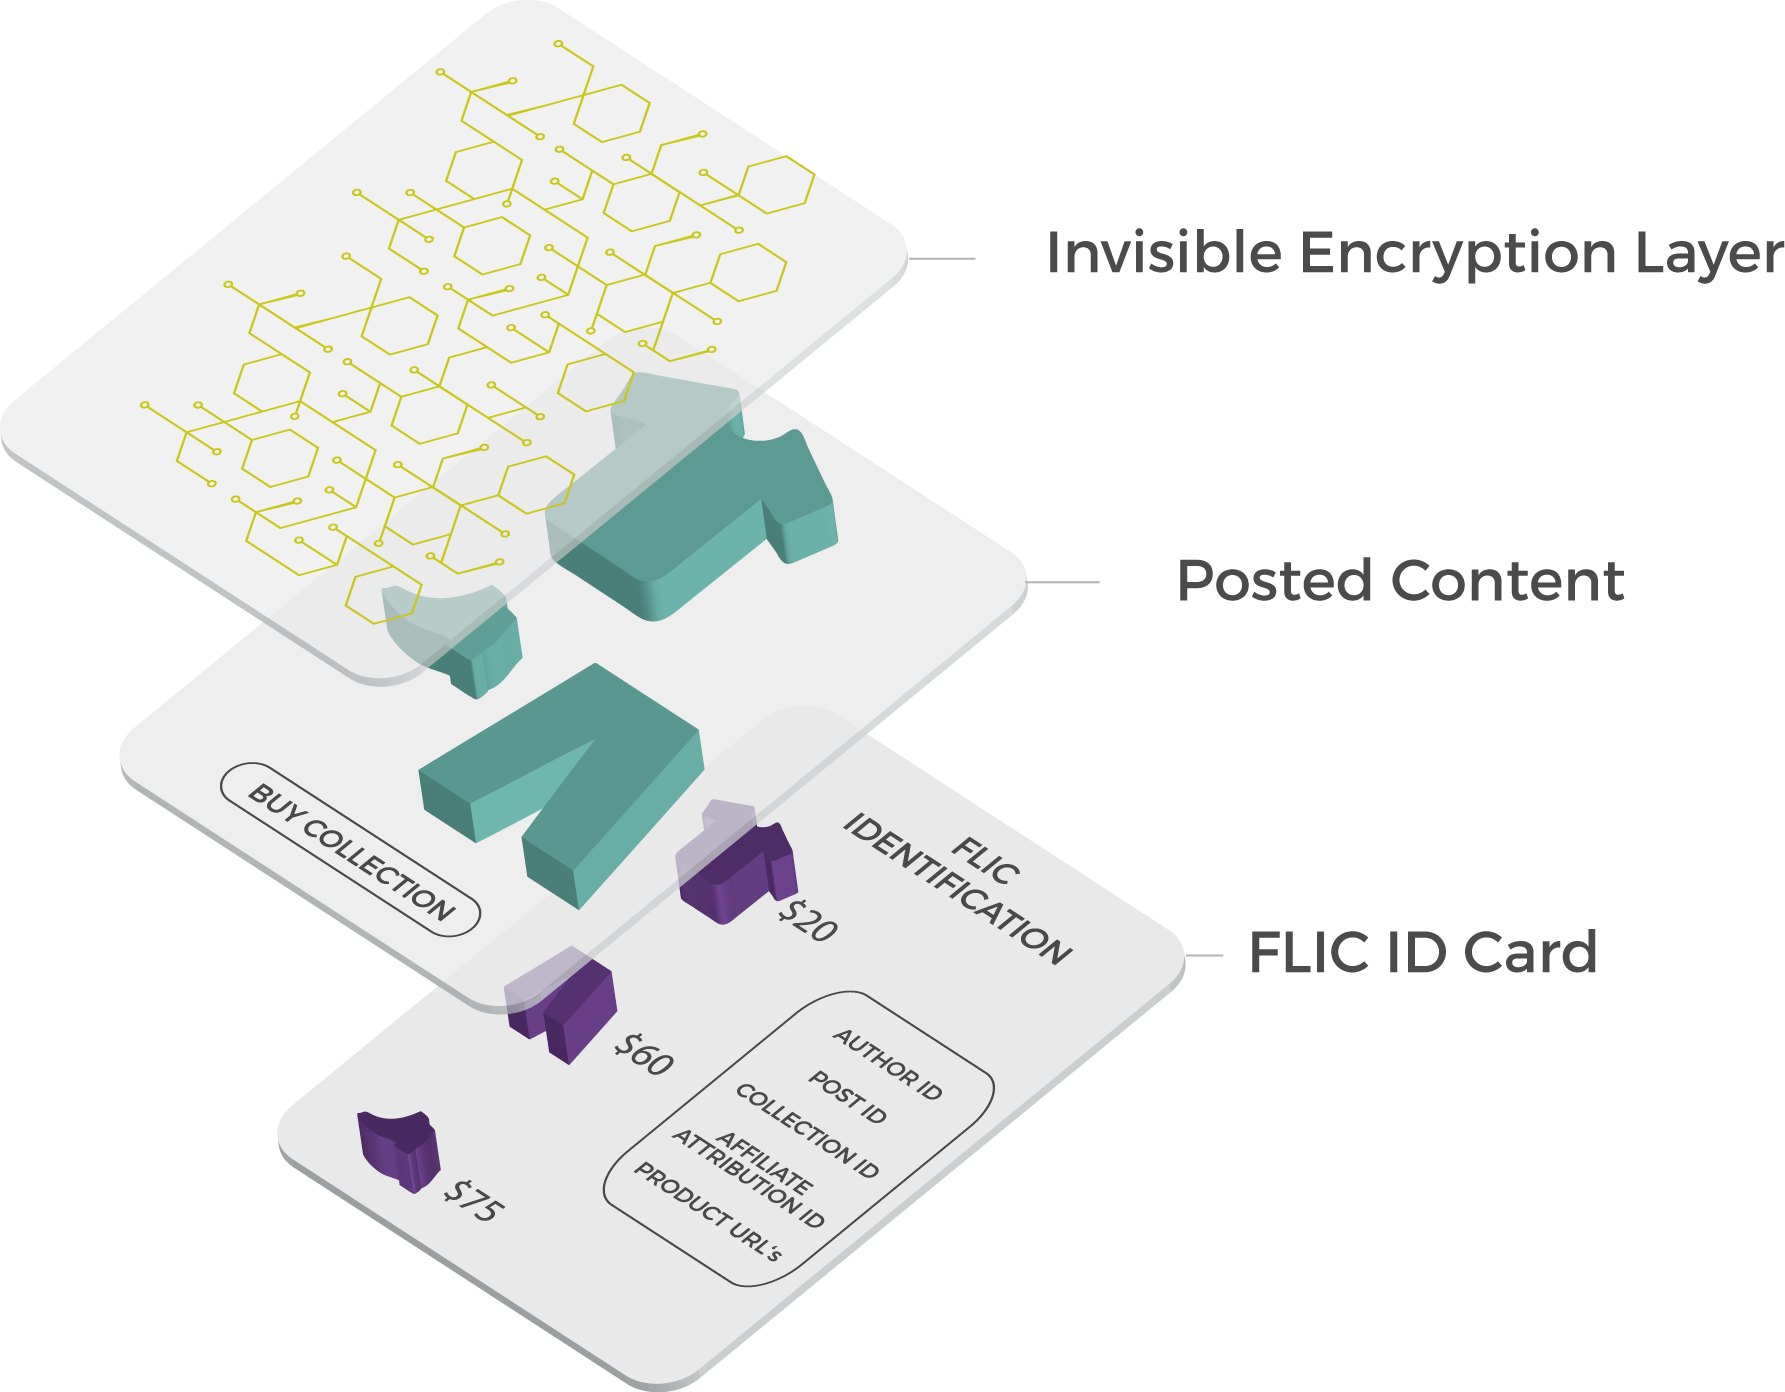 Invisible Encryption Layer
Posted Content
BUY COLLECTION
FLIC ID Card
FLIC
IDENTIFICATION
$20
$60
$75
AUTHOR ID
POST ID
COLLECTION ID
AFFILIATE
ATTRIBUTION ID
PRODUCT URL's